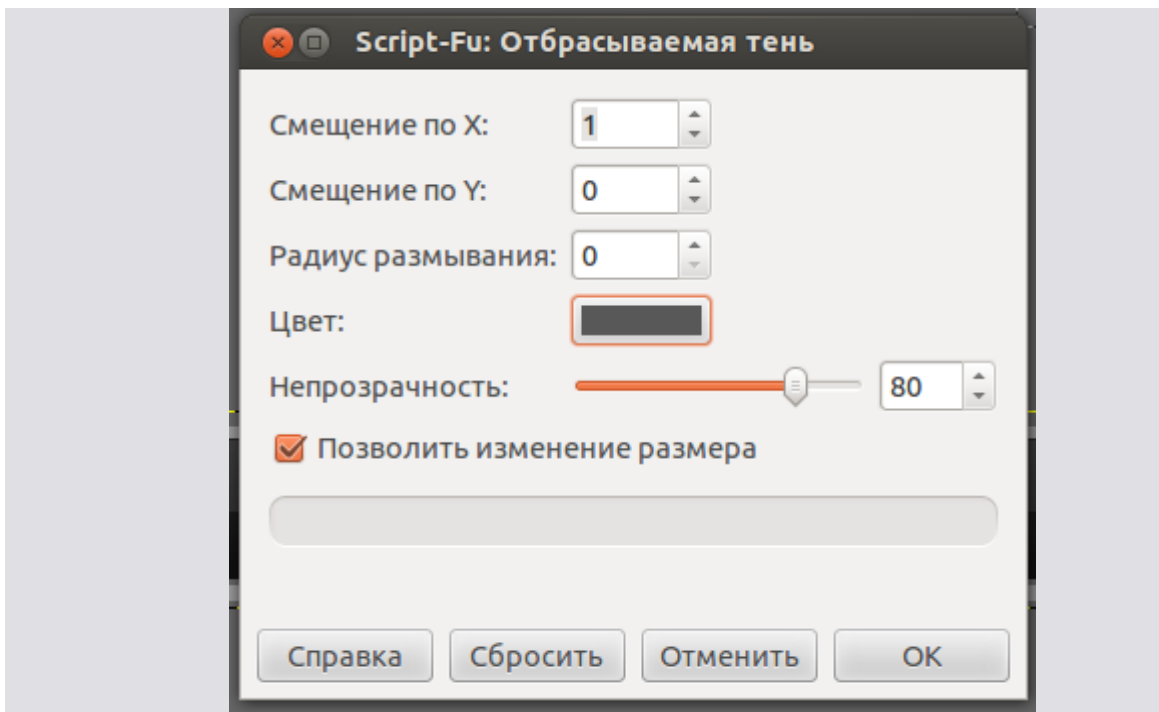 Script-Fu: Отбрасываемая тень
Смещение по X: 1
Смещение по Y: 0
Радиус размывания: 0
Цвет:
Непрозрачность: 80
Позволить изменение размера
Справка Сбросить Отменить OK